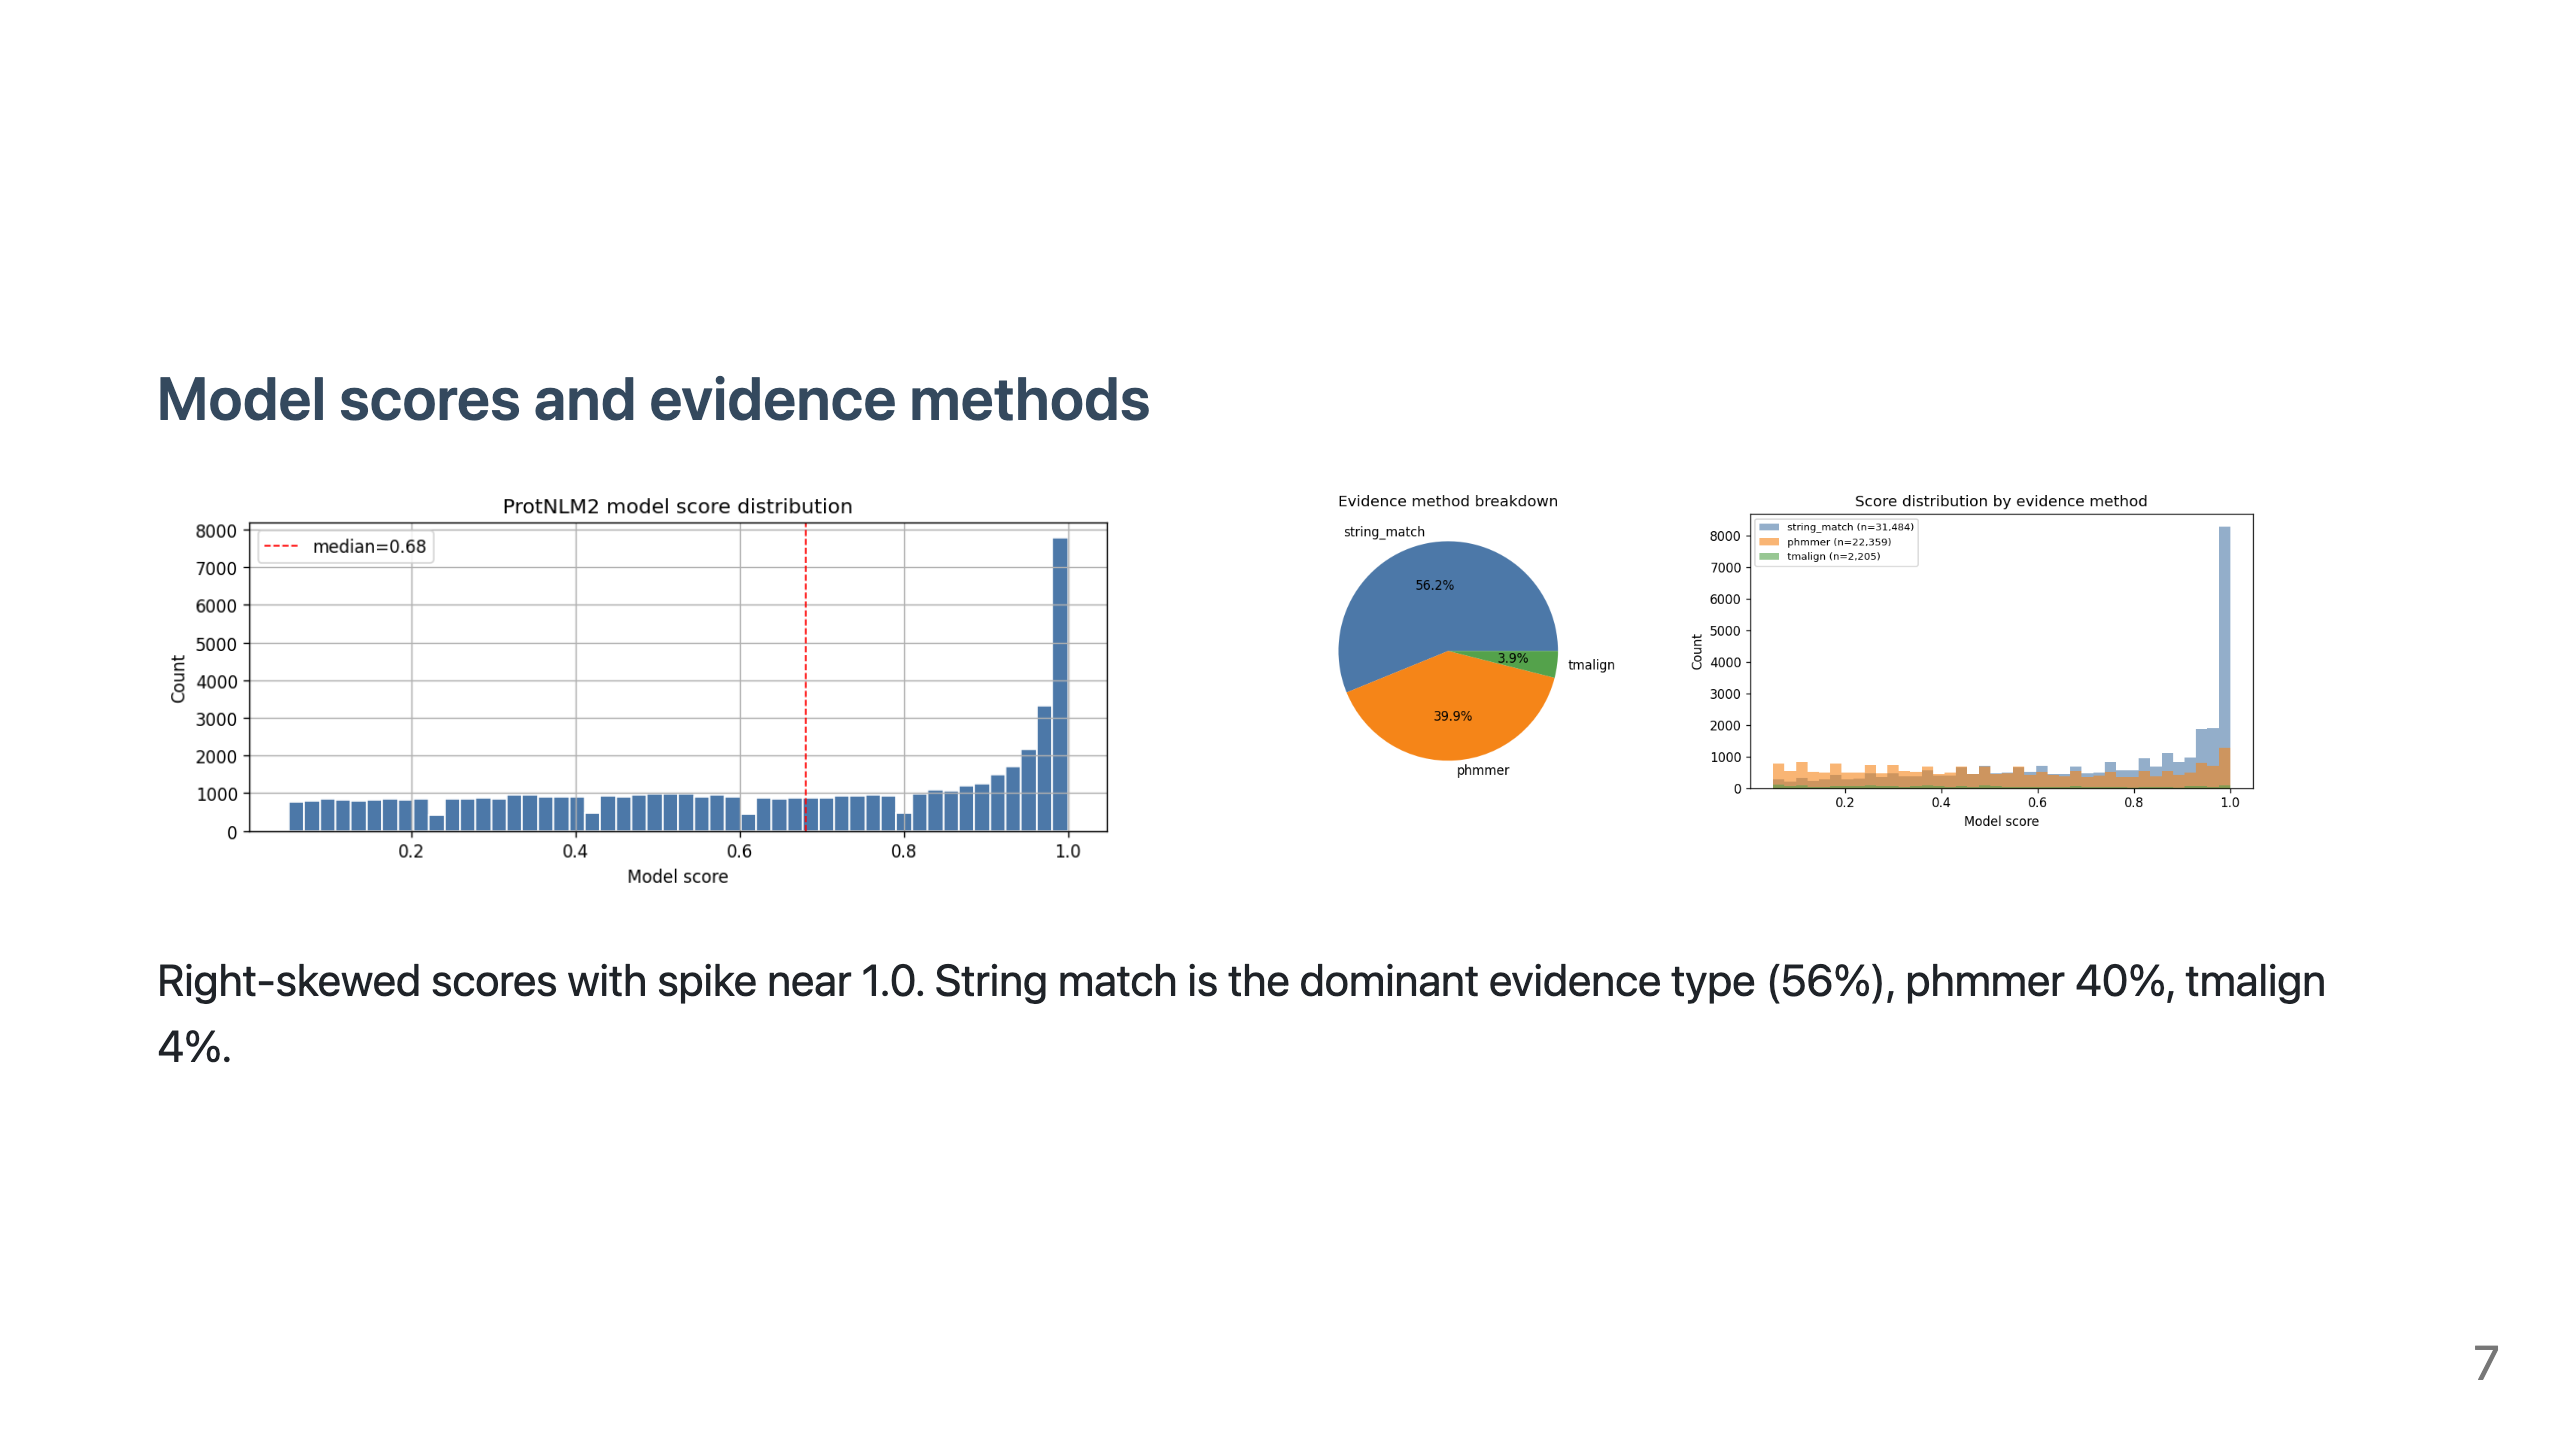 Model scores and evidence methods
ProtNLM2 model score distribution
median=0.68
8000
7000
6000
5000
4000
3000
2000
1000
0
Count
0.2 0.4 0.6 0.8 1.0
Model score
Evidence method breakdown
string_match
56.2%
3.9%
tmalign
39.9%
phmmer
Score distribution by evidence method
string_match (n=31,484)
phmmer (n=22,359)
tmalign (n=2,205)
8000
7000
6000
5000
4000
3000
2000
1000
0
Count
0.2 0.4 0.6 0.8 1.0
Model score
Right-skewed scores with spike near 1.0. String match is the dominant evidence type (56%), phmmer 40%, tmalign
4%.
7